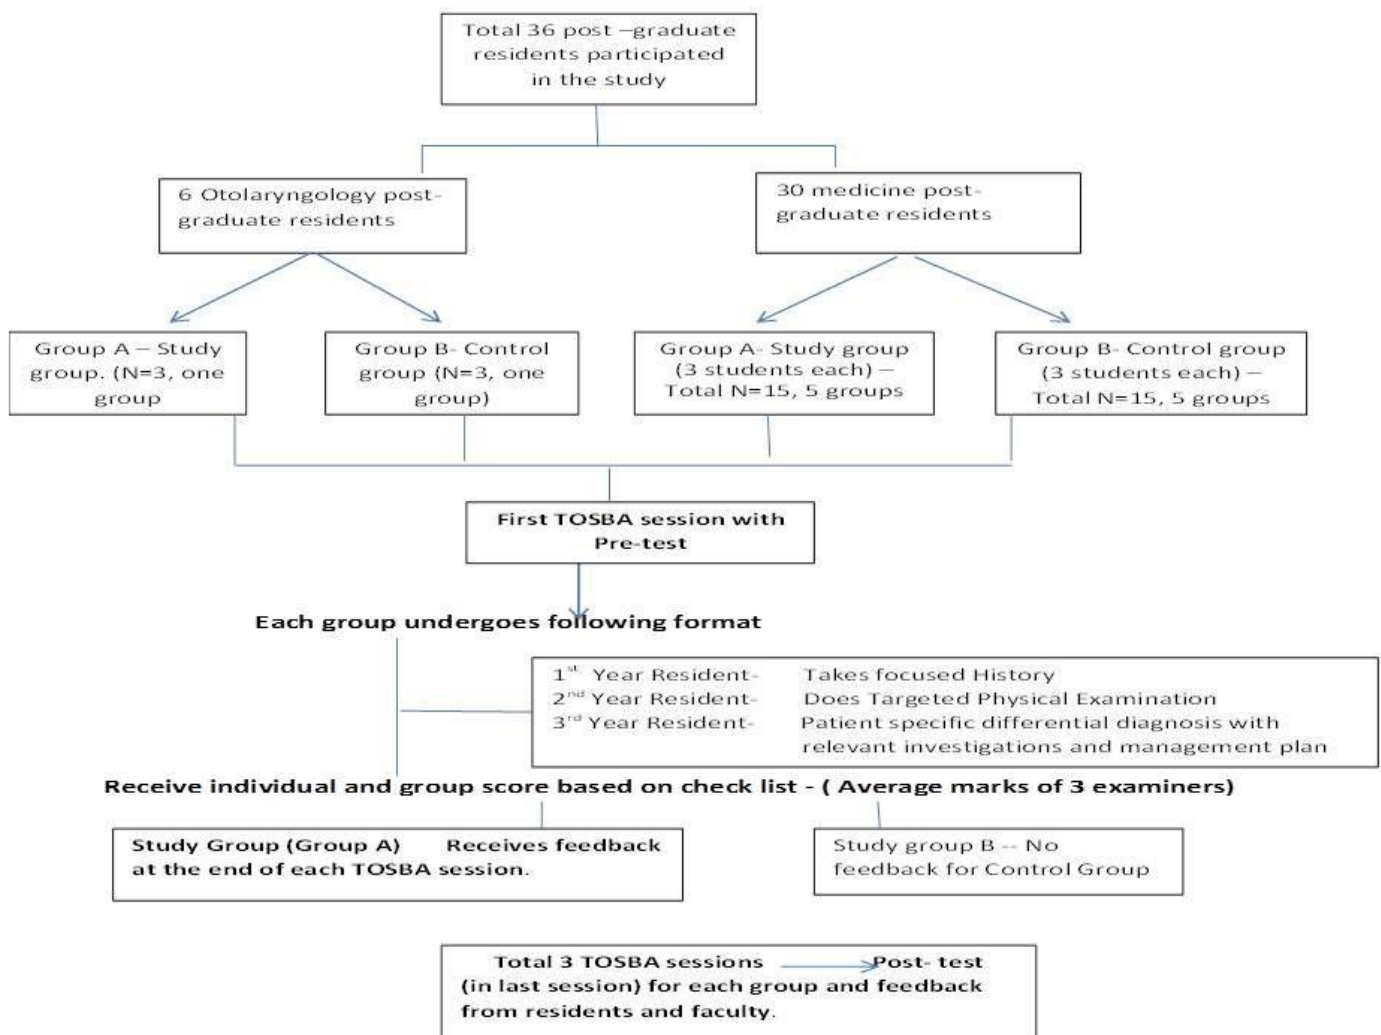 Total 36 post –graduate
residents participated
in the study
6 Otolaryngology post-
graduate residents
30 medicine post-
graduate residents
Group A – Study
group. (N=3, one
group
Group B- Control
group (N=3, one
group)
Group A- Study group
(3 students each) –
Total N=15, 5 groups
Group B- Control group
(3 students each) –
Total N=15, 5 groups
First TOSBA session with
Pre-test
Each group undergoes following format
1st Year Resident- Takes focused History
2nd Year Resident- Does Targeted Physical Examination
3rd Year Resident- Patient specific differential diagnosis with
relevant investigations and management plan
Receive individual and group score based on check list - ( Average marks of 3 examiners)
Study Group (Group A) Receives feedback
at the end of each TOSBA session.
Study group B -- No
feedback for Control Group
Total 3 TOSBA sessions Post- test
(in last session) for each group and feedback
from residents and faculty.